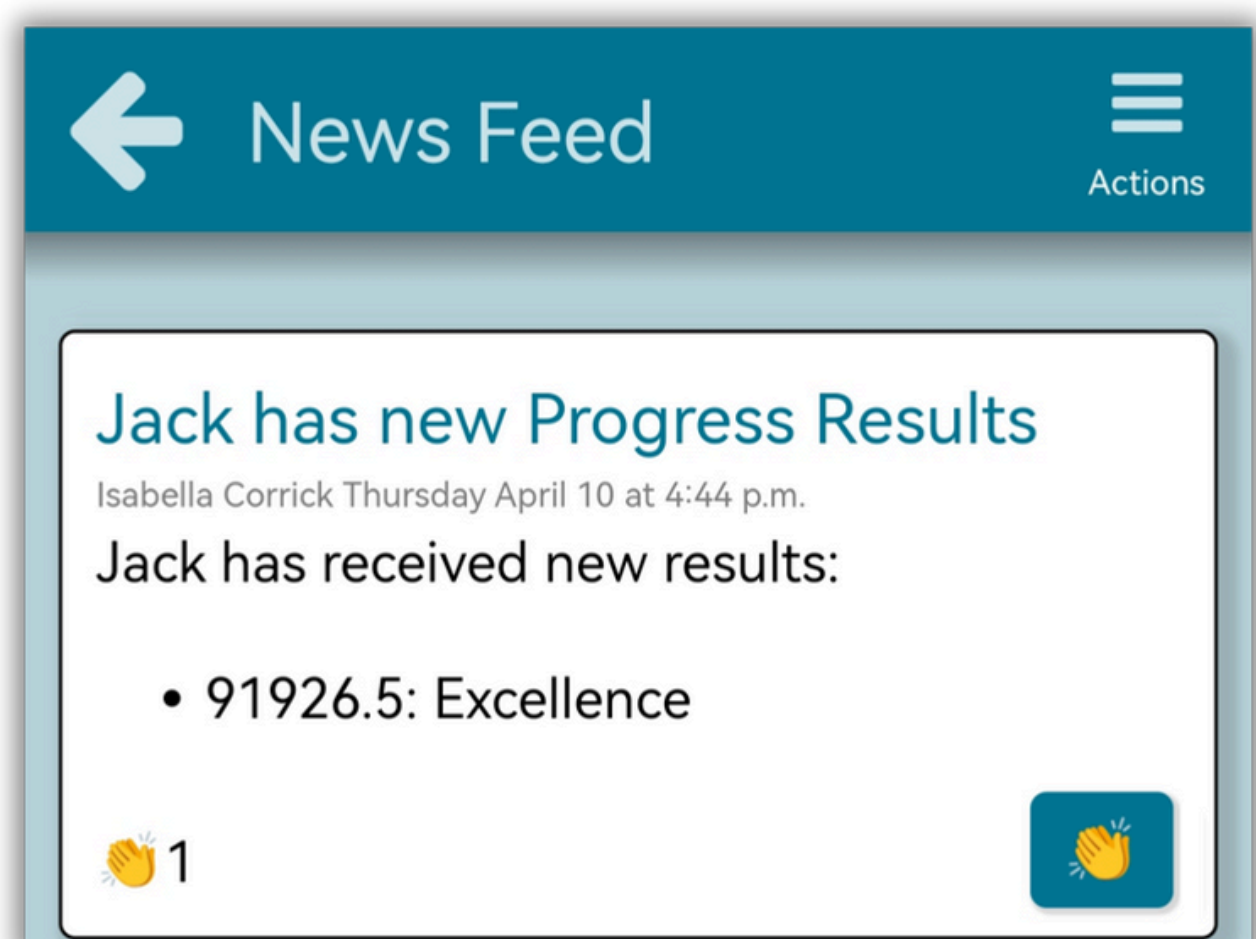 News Feed
Actions
Jack has new Progress Results
Isabella Corrick Thursday April 10 at 4:44 p.m.
Jack has received new results:
• 91926.5: Excellence
👏 1
👏